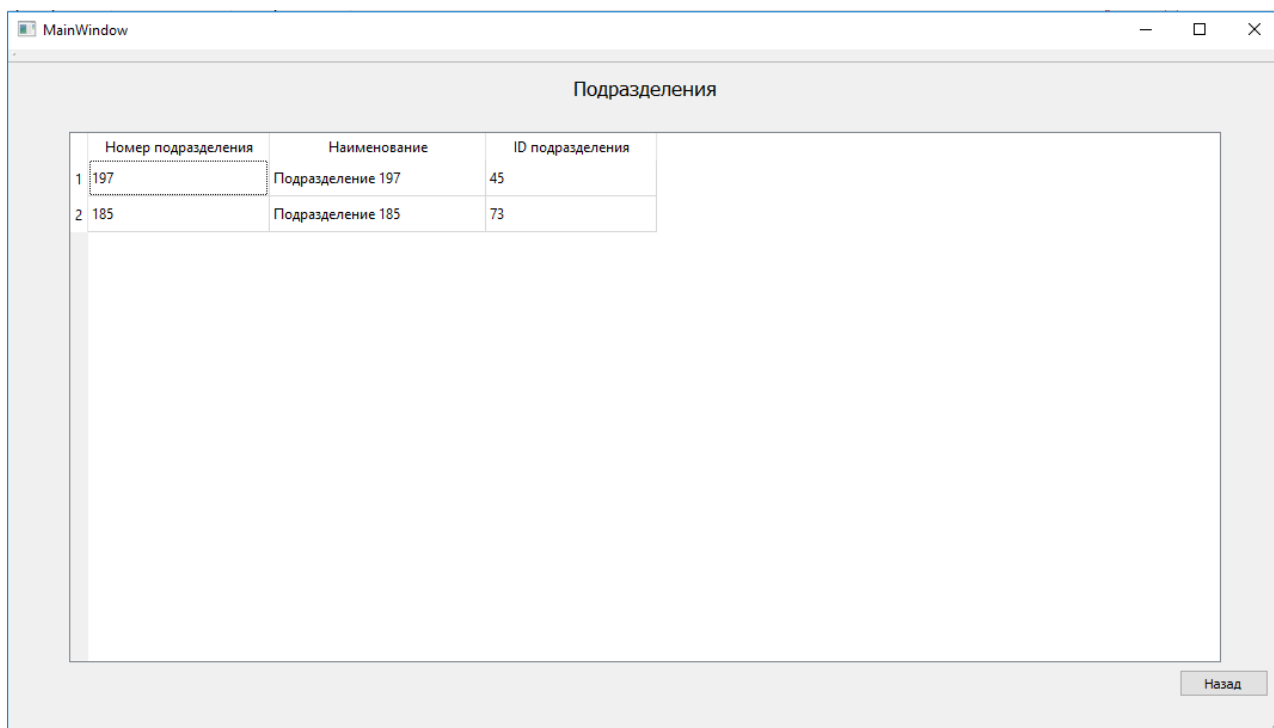 MainWindow
Подразделения
Номер подразделения Наименование ID подразделения
1 197 Подразделение 197 45
2 185 Подразделение 185 73
Назад